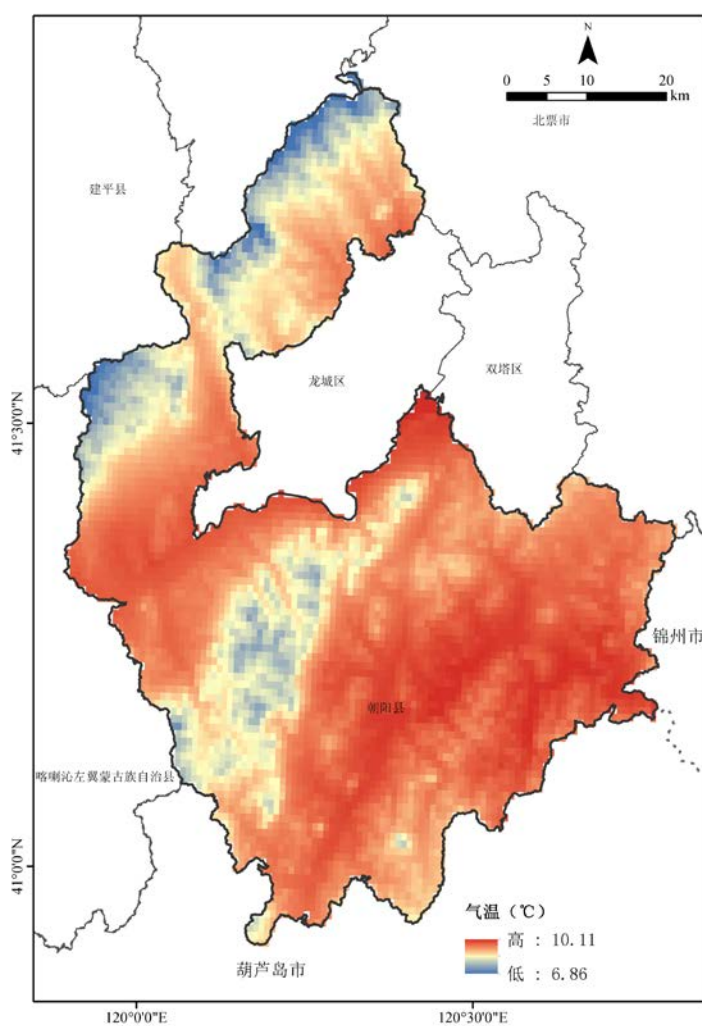 N
0 5 10 20
km
北票市
建平县
龙城区
双塔区
41°30'0"N
锦州市
朝阳县
喀喇沁左翼蒙古族自治县
41°0'0"N
气温（℃）
高 : 10.11
低 : 6.86
葫芦岛市
120°0'0"E
120°30'0"E